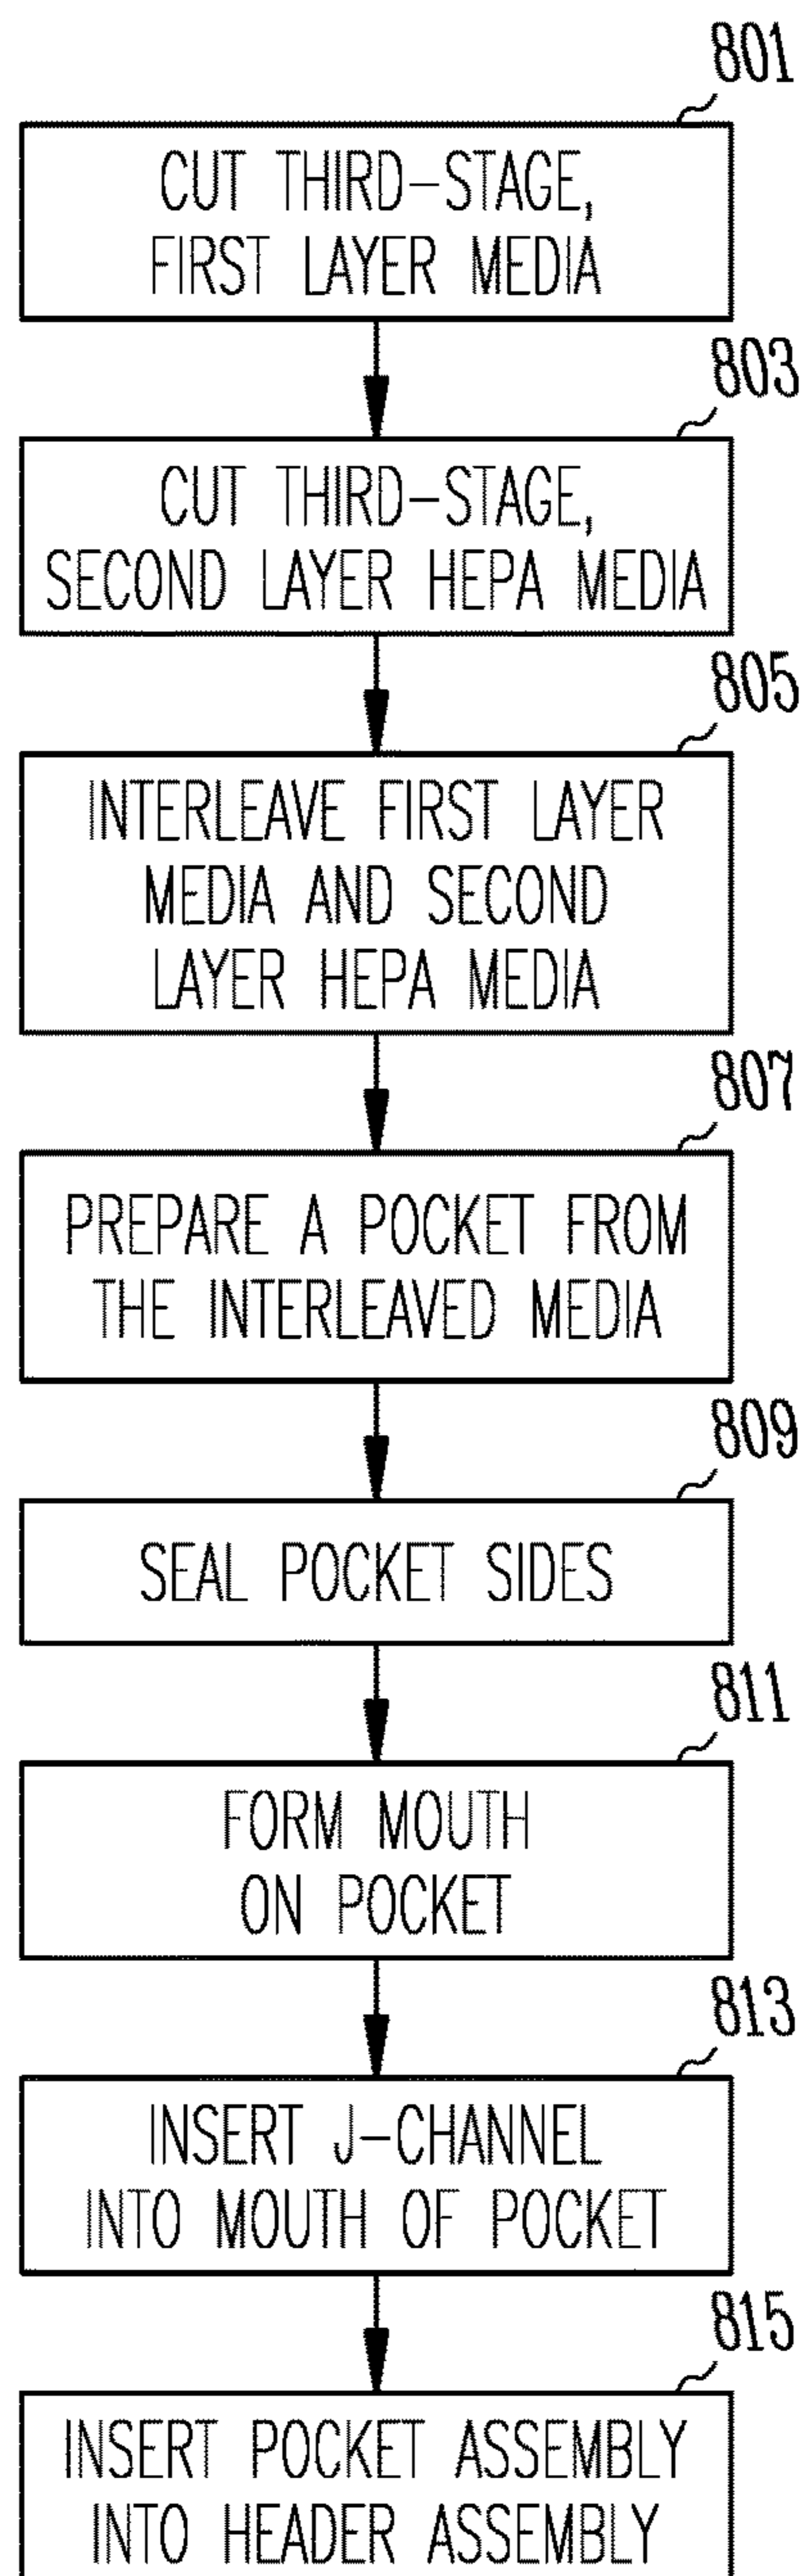 801
CUT THIRD-STAGE,
FIRST LAYER MEDIA
803
CUT THIRD-STAGE,
SECOND LAYER HEPA MEDIA
805
INTERLEAVE FIRST LAYER
MEDIA AND SECOND
LAYER HEPA MEDIA
807
PREPARE A POCKET FROM
THE INTERLEAVED MEDIA
809
SEAL POCKET SIDES
811
FORM MOUTH
ON POCKET
813
INSERT J-CHANNEL
INTO MOUTH OF POCKET
815
INSERT POCKET ASSEMBLY
INTO HEADER ASSEMBLY